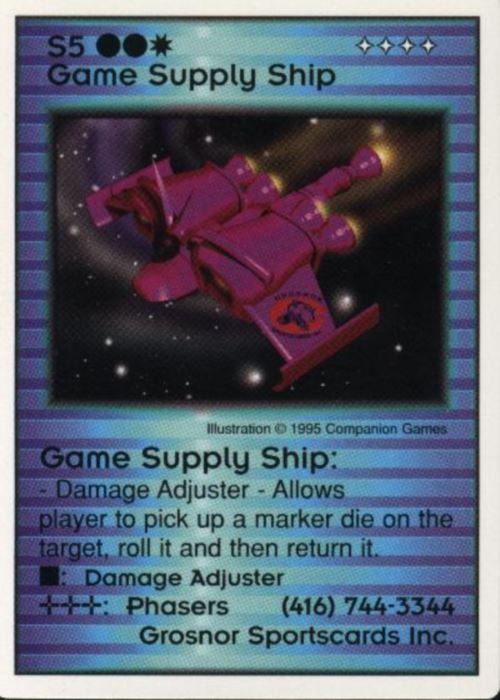 S5 ●●✷ ✧✧✧✧
Game Supply Ship
GROSNOR
Illustration © 1995 Companion Games
Game Supply Ship:
- Damage Adjuster - Allows
player to pick up a marker die on the
target, roll it and then return it.
■: Damage Adjuster
✛✛✛: Phasers (416) 744-3344
Grosnor Sportscards Inc.